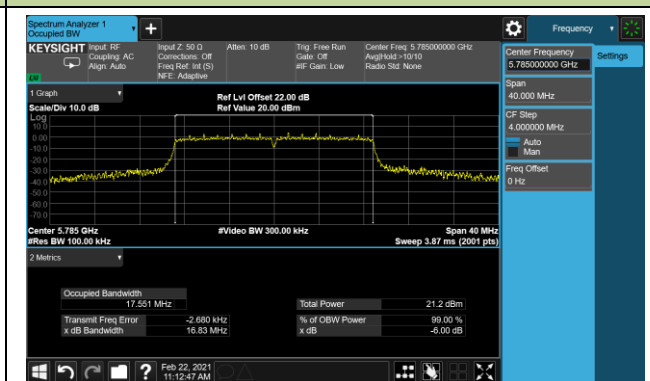 Spectrum Analyzer 1
Occupied BW
Frequency
KEYSIGHT
Input: RF
Coupling: AC
Align: Auto
Input Z: 50 Ω
Corrections: Off
Freq Ref: Int (S)
NFE: Adaptive
Atten: 10 dB
Trig: Free Run
Gate: Off
#IF Gain: Low
Center Freq: 5.785000000 GHz
Avg|Hold:>10/10
Radio Std: None
Center Frequency
5.785000000 GHz
Settings
Span
40.000 MHz
CF Step
4.000000 MHz
Auto
Man
Freq Offset
0 Hz
1 Graph
Scale/Div 10.0 dB
Ref Lvl Offset 22.00 dB
Ref Value 20.00 dBm
Log
10.0
0.00
-10.0
-20.0
-30.0
-40.0
-50.0
-60.0
-70.0
Center 5.785 GHz
#Res BW 100.00 kHz
#Video BW 300.00 kHz
Span 40 MHz
Sweep 3.87 ms (2001 pts)
2 Metrics
Occupied Bandwidth
17.551 MHz
Total Power 21.2 dBm
Transmit Freq Error -2.680 kHz
% of OBW Power 99.00 %
x dB Bandwidth 16.83 MHz
x dB -6.00 dB
Feb 22, 2021
11:12:47 AM